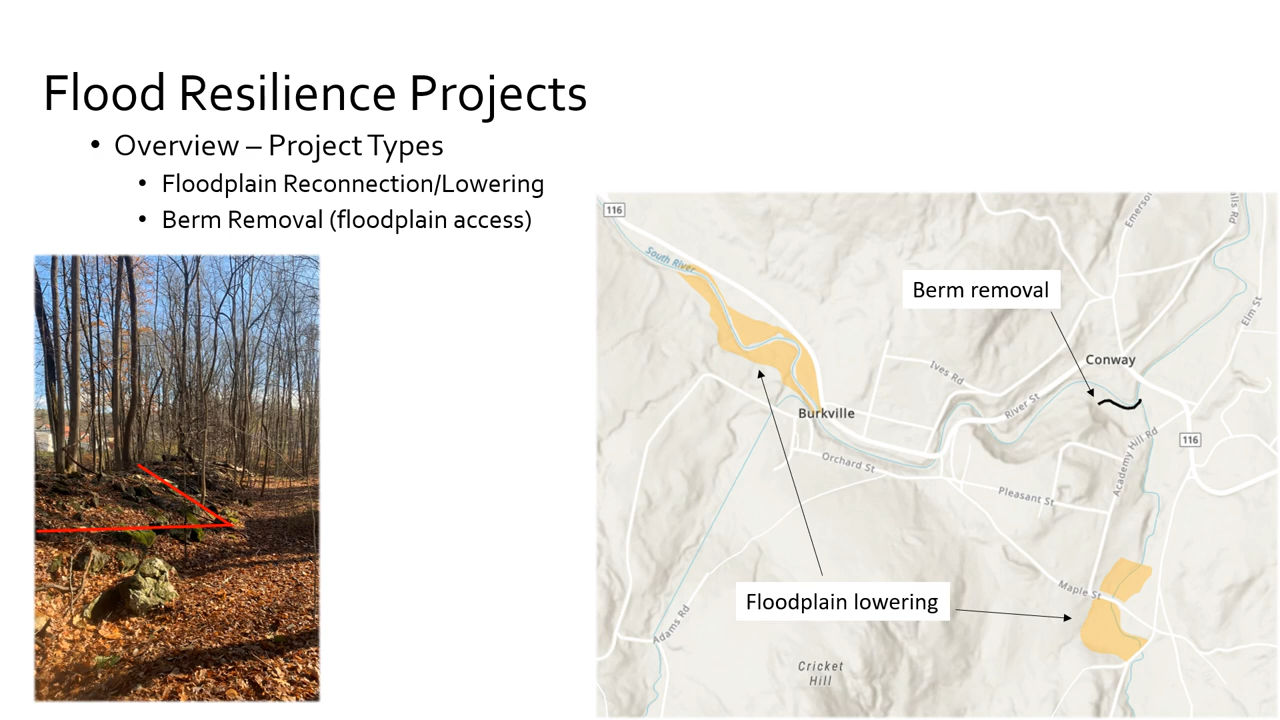 Flood Resilience Projects
• Overview – Project Types
• Floodplain Reconnection/Lowering
• Berm Removal (floodplain access)
116
South River
Emerson
Berm removal
Elm St
Conway
Ives Rd
River St
Burkville
116
Academy Hill Rd
Orchard St
Pleasant St
Maple St
Floodplain lowering
Adams Rd
Cricket
Hill